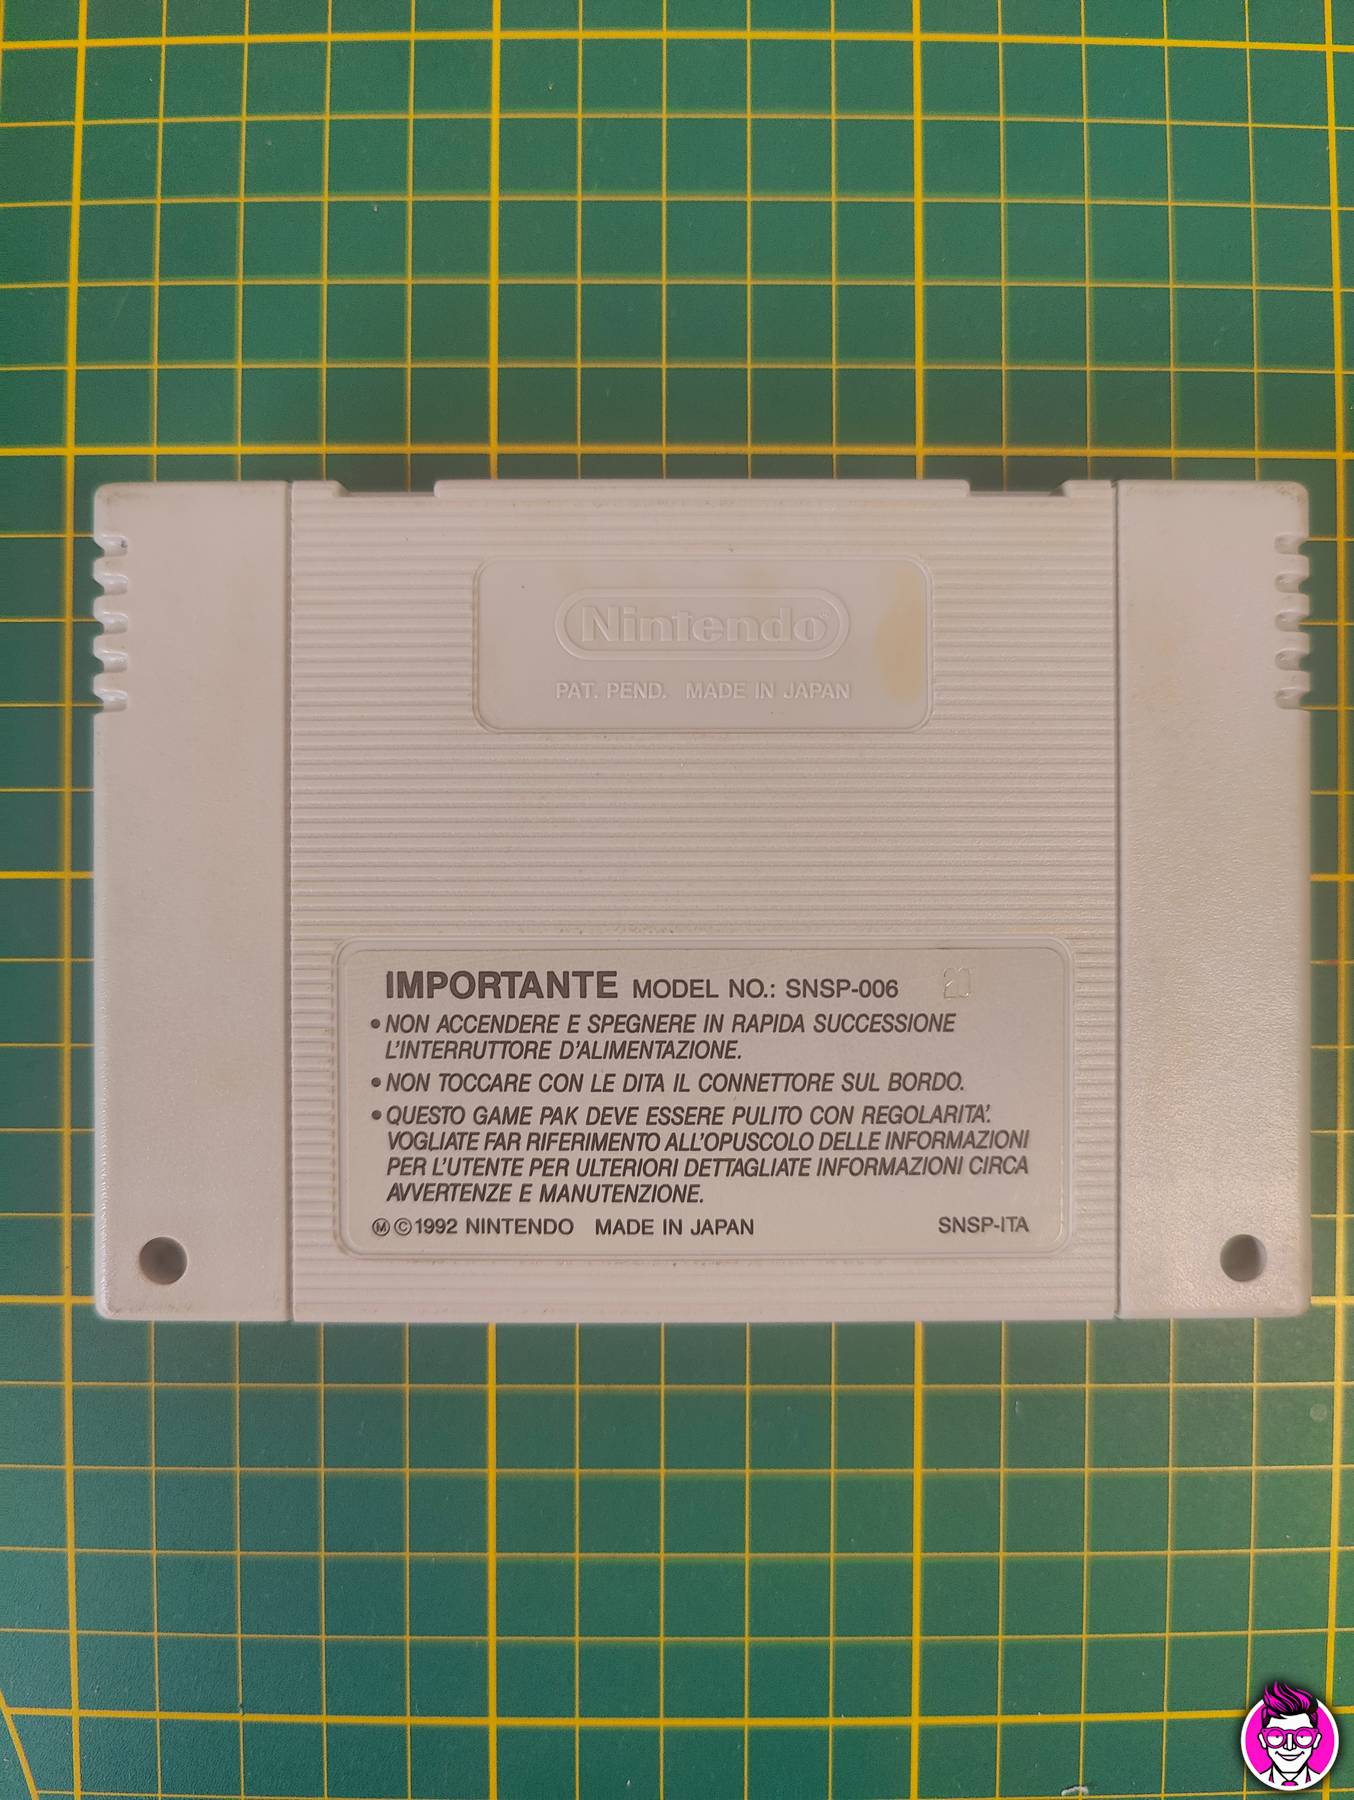 Nintendo
PAT. PEND. MADE IN JAPAN
IMPORTANTE MODEL NO.: SNSP-006 20
• NON ACCENDERE E SPEGNERE IN RAPIDA SUCCESSIONE
L'INTERRUTTORE D'ALIMENTAZIONE.
• NON TOCCARE CON LE DITA IL CONNETTORE SUL BORDO.
• QUESTO GAME PAK DEVE ESSERE PULITO CON REGOLARITA'.
VOGLIATE FAR RIFERIMENTO ALL'OPUSCOLO DELLE INFORMAZIONI
PER L'UTENTE PER ULTERIORI DETTAGLIATE INFORMAZIONI CIRCA
AVVERTENZE E MANUTENZIONE.
Ⓜ©1992 NINTENDO MADE IN JAPAN SNSP-ITA